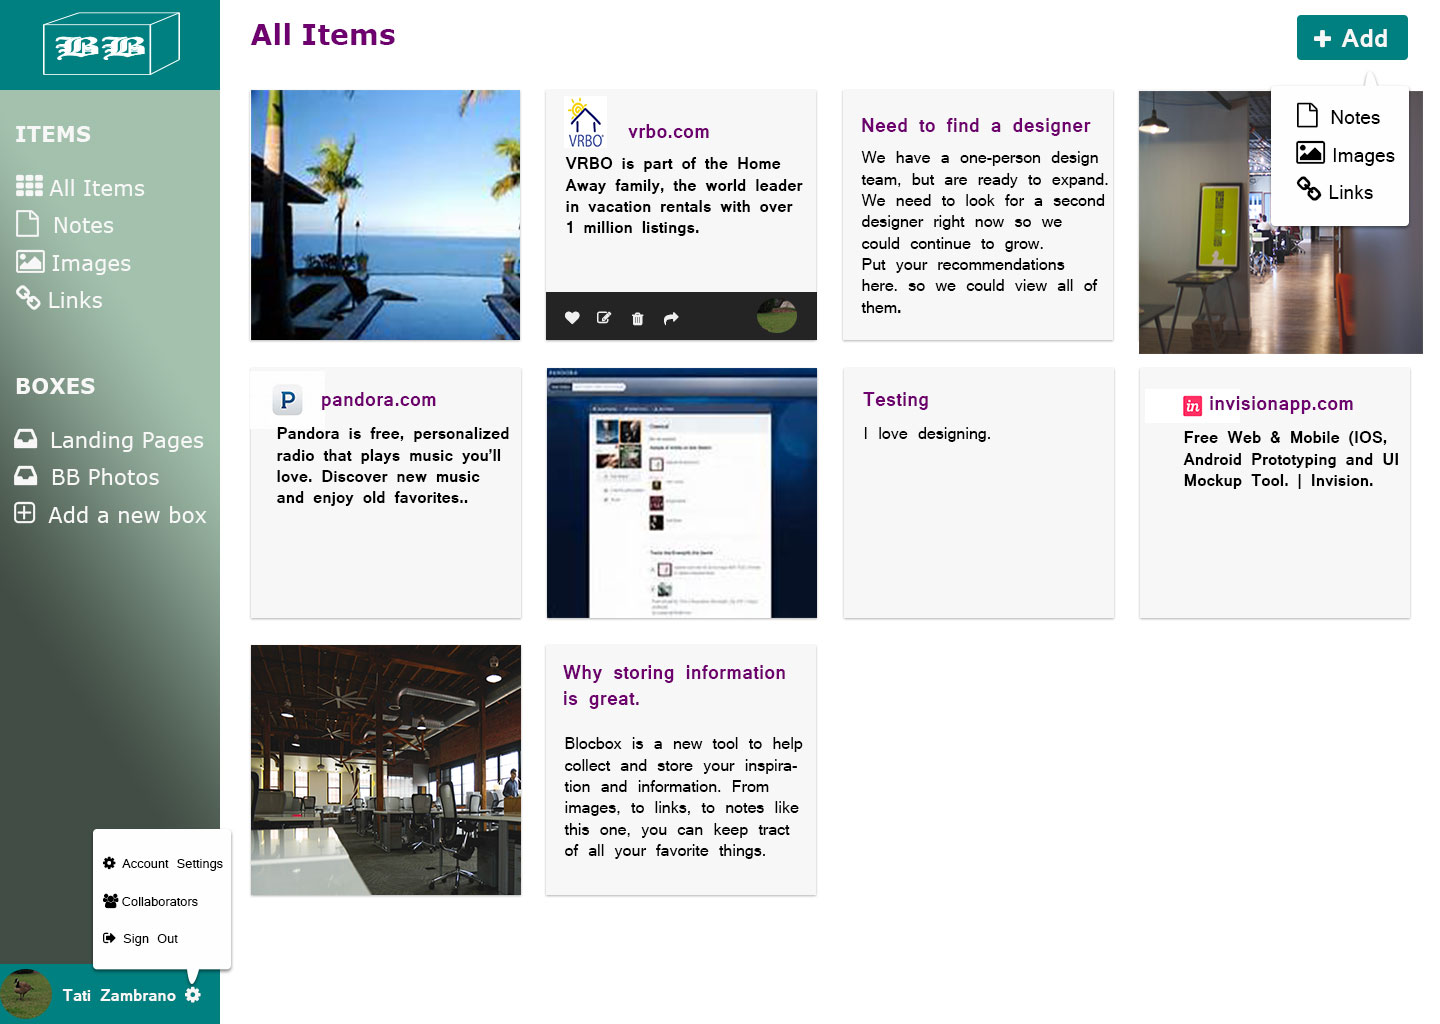 BB
All Items
+ Add
Notes
Images
Links
ITEMS
All Items
Notes
Images
Links
BOXES
Landing Pages
BB Photos
Add a new box
VRBO
vrbo.com
VRBO is part of the Home
Away family, the world leader
in vacation rentals with over
1 million listings.
Need to find a designer
We have a one-person design
team, but are ready to expand.
We need to look for a second
designer right now so we
could continue to grow.
Put your recommendations
here. so we could view all of
them.
P
pandora.com
Pandora is free, personalized
radio that plays music you'll
love. Discover new music
and enjoy old favorites..
PANDORA
Testing
I love designing.
in
invisionapp.com
Free Web & Mobile (IOS,
Android Prototyping and UI
Mockup Tool. | Invision.
Why storing information
is great.
Blocbox is a new tool to help
collect and store your inspira-
tion and information. From
images, to links, to notes like
this one, you can keep tract
of all your favorite things.
Account Settings
Collaborators
Sign Out
Tati Zambrano